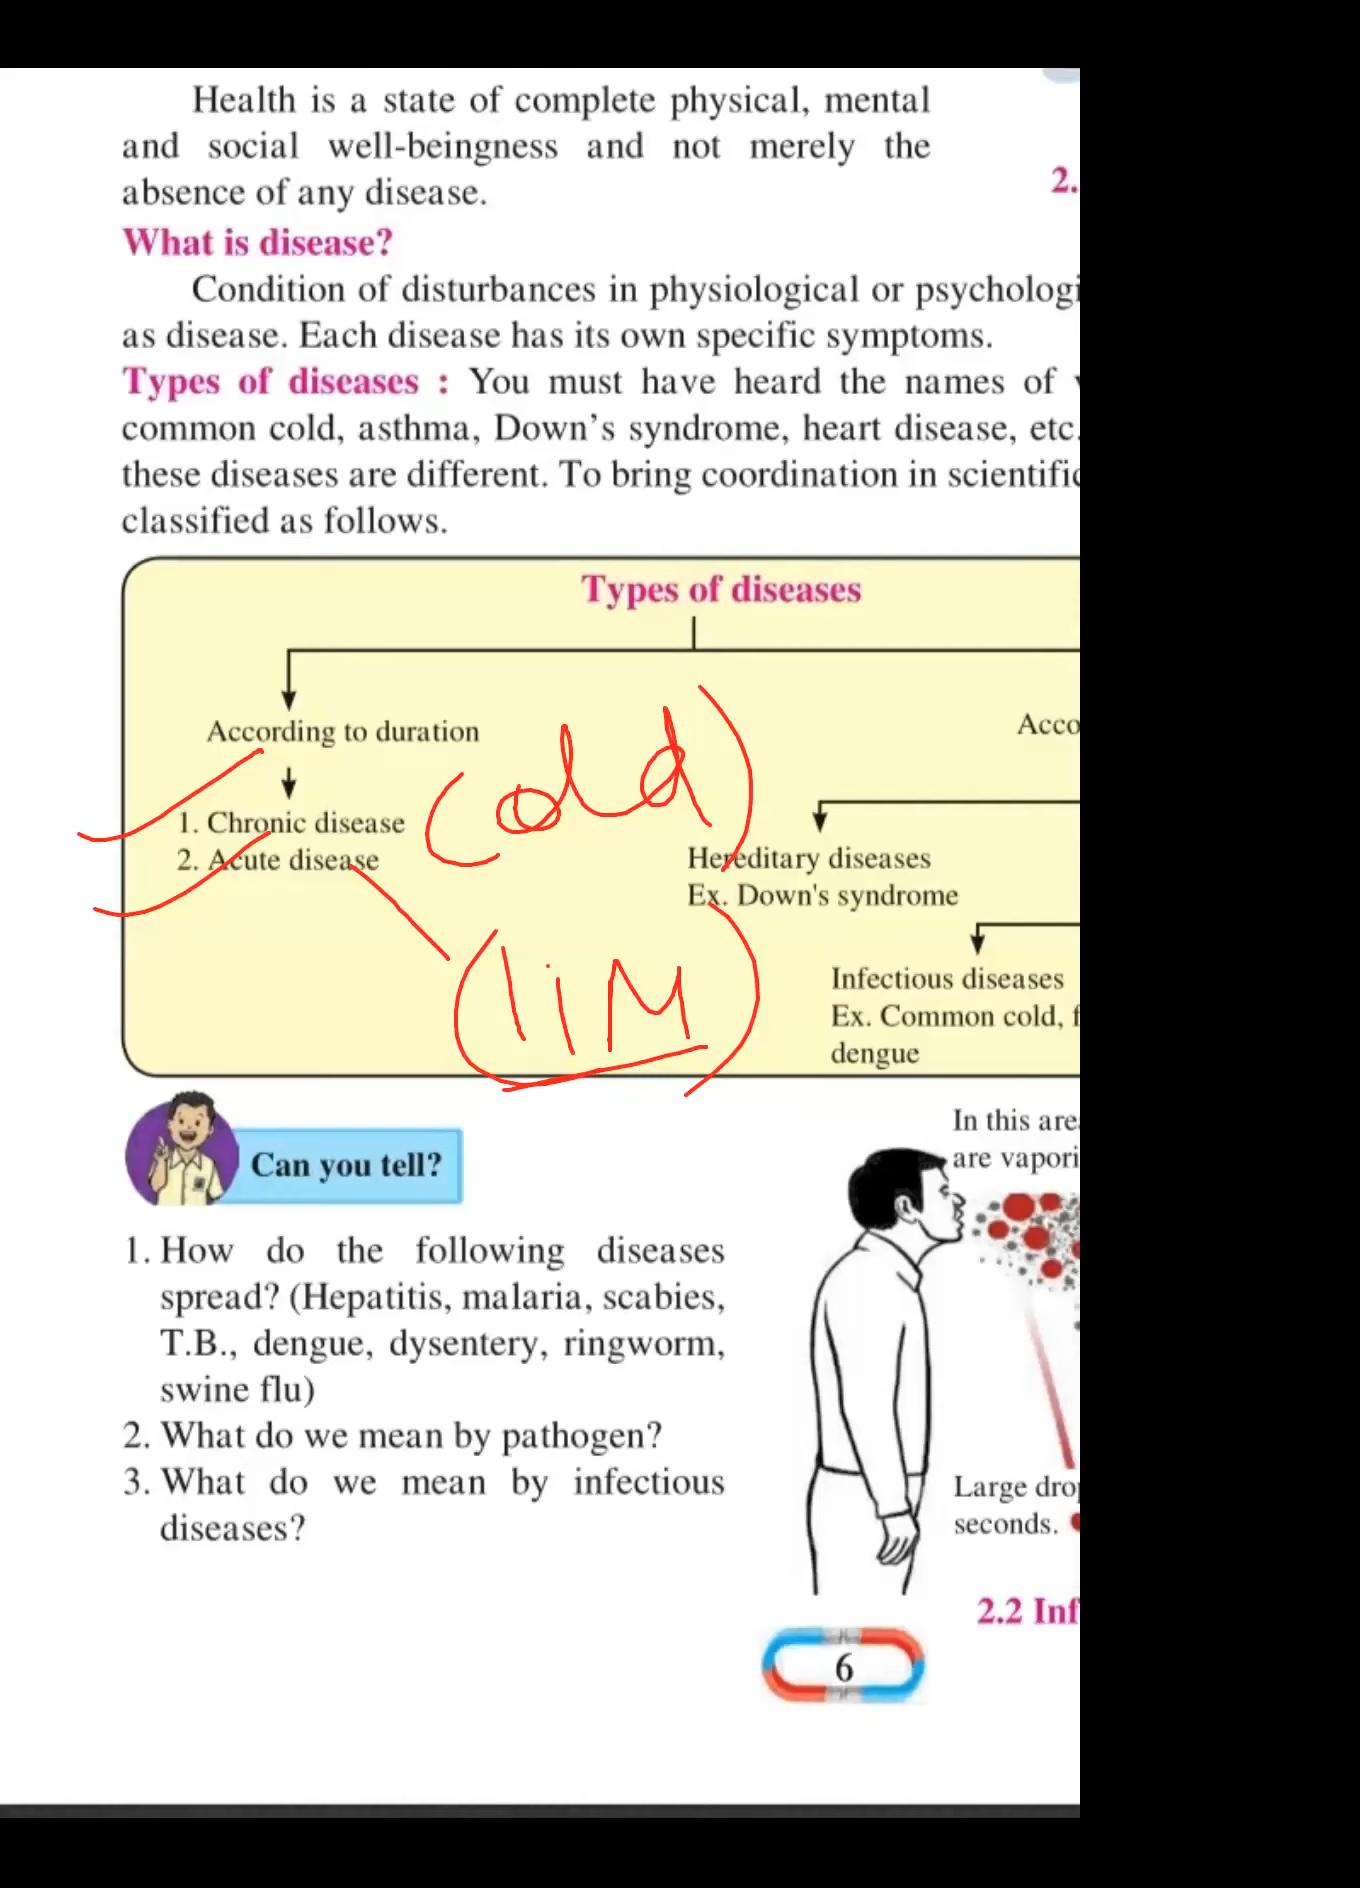 Health is a state of complete physical, mental
and social well-beingness and not merely the
absence of any disease.
2.
What is disease?
Condition of disturbances in physiological or psychologi
as disease. Each disease has its own specific symptoms.
Types of diseases : You must have heard the names of
common cold, asthma, Down's syndrome, heart disease, etc.
these diseases are different. To bring coordination in scientific
classified as follows.
Types of diseases
According to duration
Acco
1. Chronic disease
2. Acute disease
(old)
Hereditary diseases
Ex. Down's syndrome
Infectious diseases
Ex. Common cold, f
dengue
Can you tell?
1. How do the following diseases
spread? (Hepatitis, malaria, scabies,
T.B., dengue, dysentery, ringworm,
swine flu)
2. What do we mean by pathogen?
3. What do we mean by infectious
diseases?
In this are
are vapori
Large dro
seconds.
2.2 Inf
6